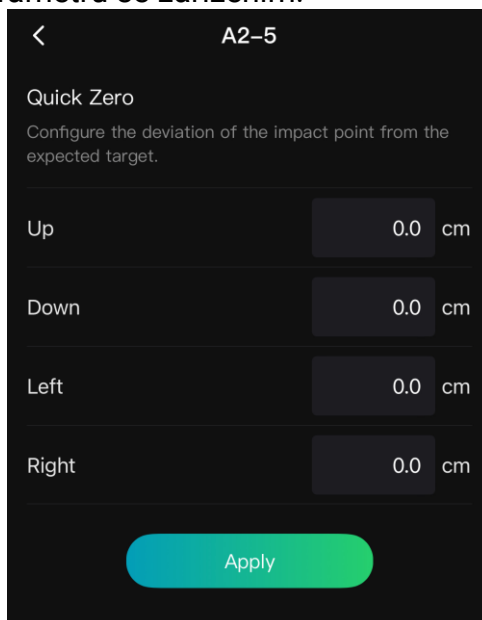 A2-5
Quick Zero
Configure the deviation of the impact point from the
expected target.
Up 0.0 cm
Down 0.0 cm
Left 0.0 cm
Right 0.0 cm
Apply